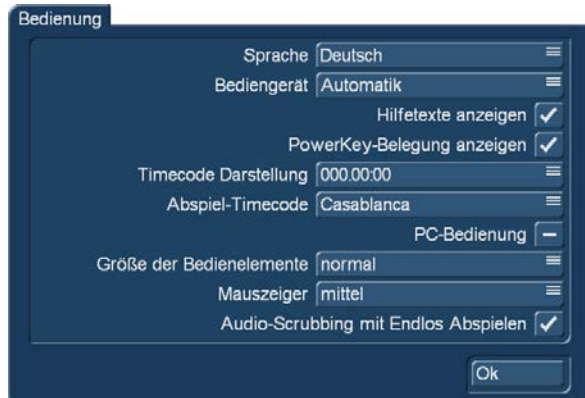 Bedienung
Sprache Deutsch
Bediengerät Automatik
Hilfetexte anzeigen
PowerKey-Belegung anzeigen
Timecode Darstellung 000.00:00
Abspiel-Timecode Casablanca
PC-Bedienung
Größe der Bedienelemente normal
Mauszeiger mittel
Audio-Scrubbing mit Endlos Abspielen
Ok